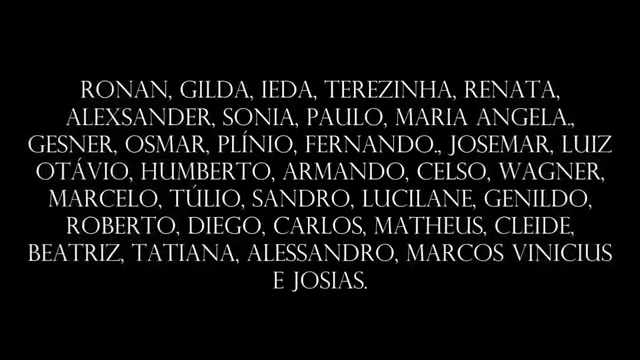 RONAN, GILDA, IEDA, TEREZINHA, RENATA,
ALEXSANDER, SONIA, PAULO, MARIA ANGELA.,
GESNER, OSMAR, PLÍNIO, FERNANDO., JOSEMAR, LUIZ
OTÁVIO, HUMBERTO, ARMANDO, CELSO, WAGNER,
MARCELO, TÚLIO, SANDRO, LUCILANE, GENILDO,
ROBERTO, DIEGO, CARLOS, MATHEUS, CLEIDE,
BEATRIZ, TATIANA, ALESSANDRO, MARCOS VINICIUS
E JOSIAS.